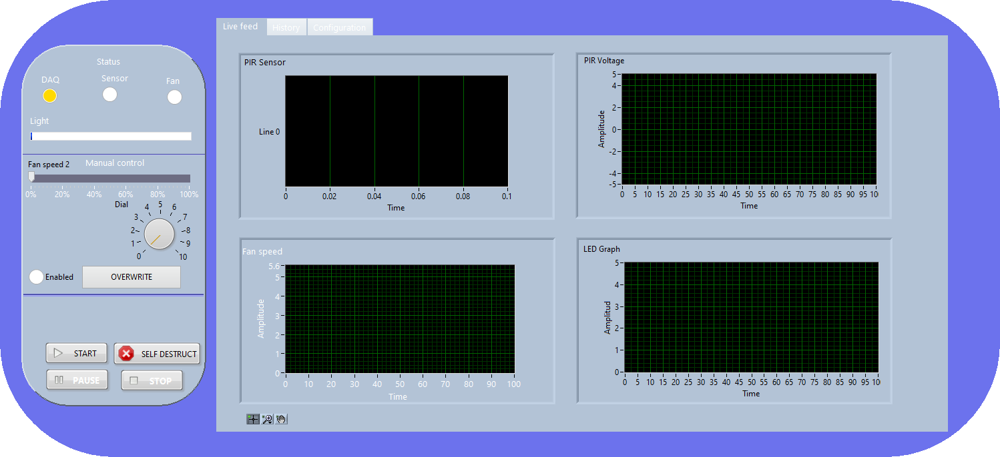 Live feed
History
Configuration
Status
DAQ
Sensor
Fan
Light
Fan speed 2
Manual control
0% 20% 40% 60% 80% 100%
Dial
0 1 2 3 4 5 6 7 8 9 10
Enabled
OVERWRITE
START
SELF DESTRUCT
PAUSE
STOP
PIR Sensor
Line 0
0 0.02 0.04 0.06 0.08 0.1
Time
PIR Voltage
5
4
2
0
-2
-4
-5
Amplitude
0 5 10 15 20 25 30 35 40 45 50 55 60 65 70 75 80 85 90 95 10
Time
Fan speed
5.6
5
4
3
2
1
0
Amplitude
0 10 20 30 40 50 60 70 80 90 100
Time
LED Graph
5
4
3
2
1
0
Amplitud
0 5 10 15 20 25 30 35 40 45 50 55 60 65 70 75 80 85 90 95 10
Time